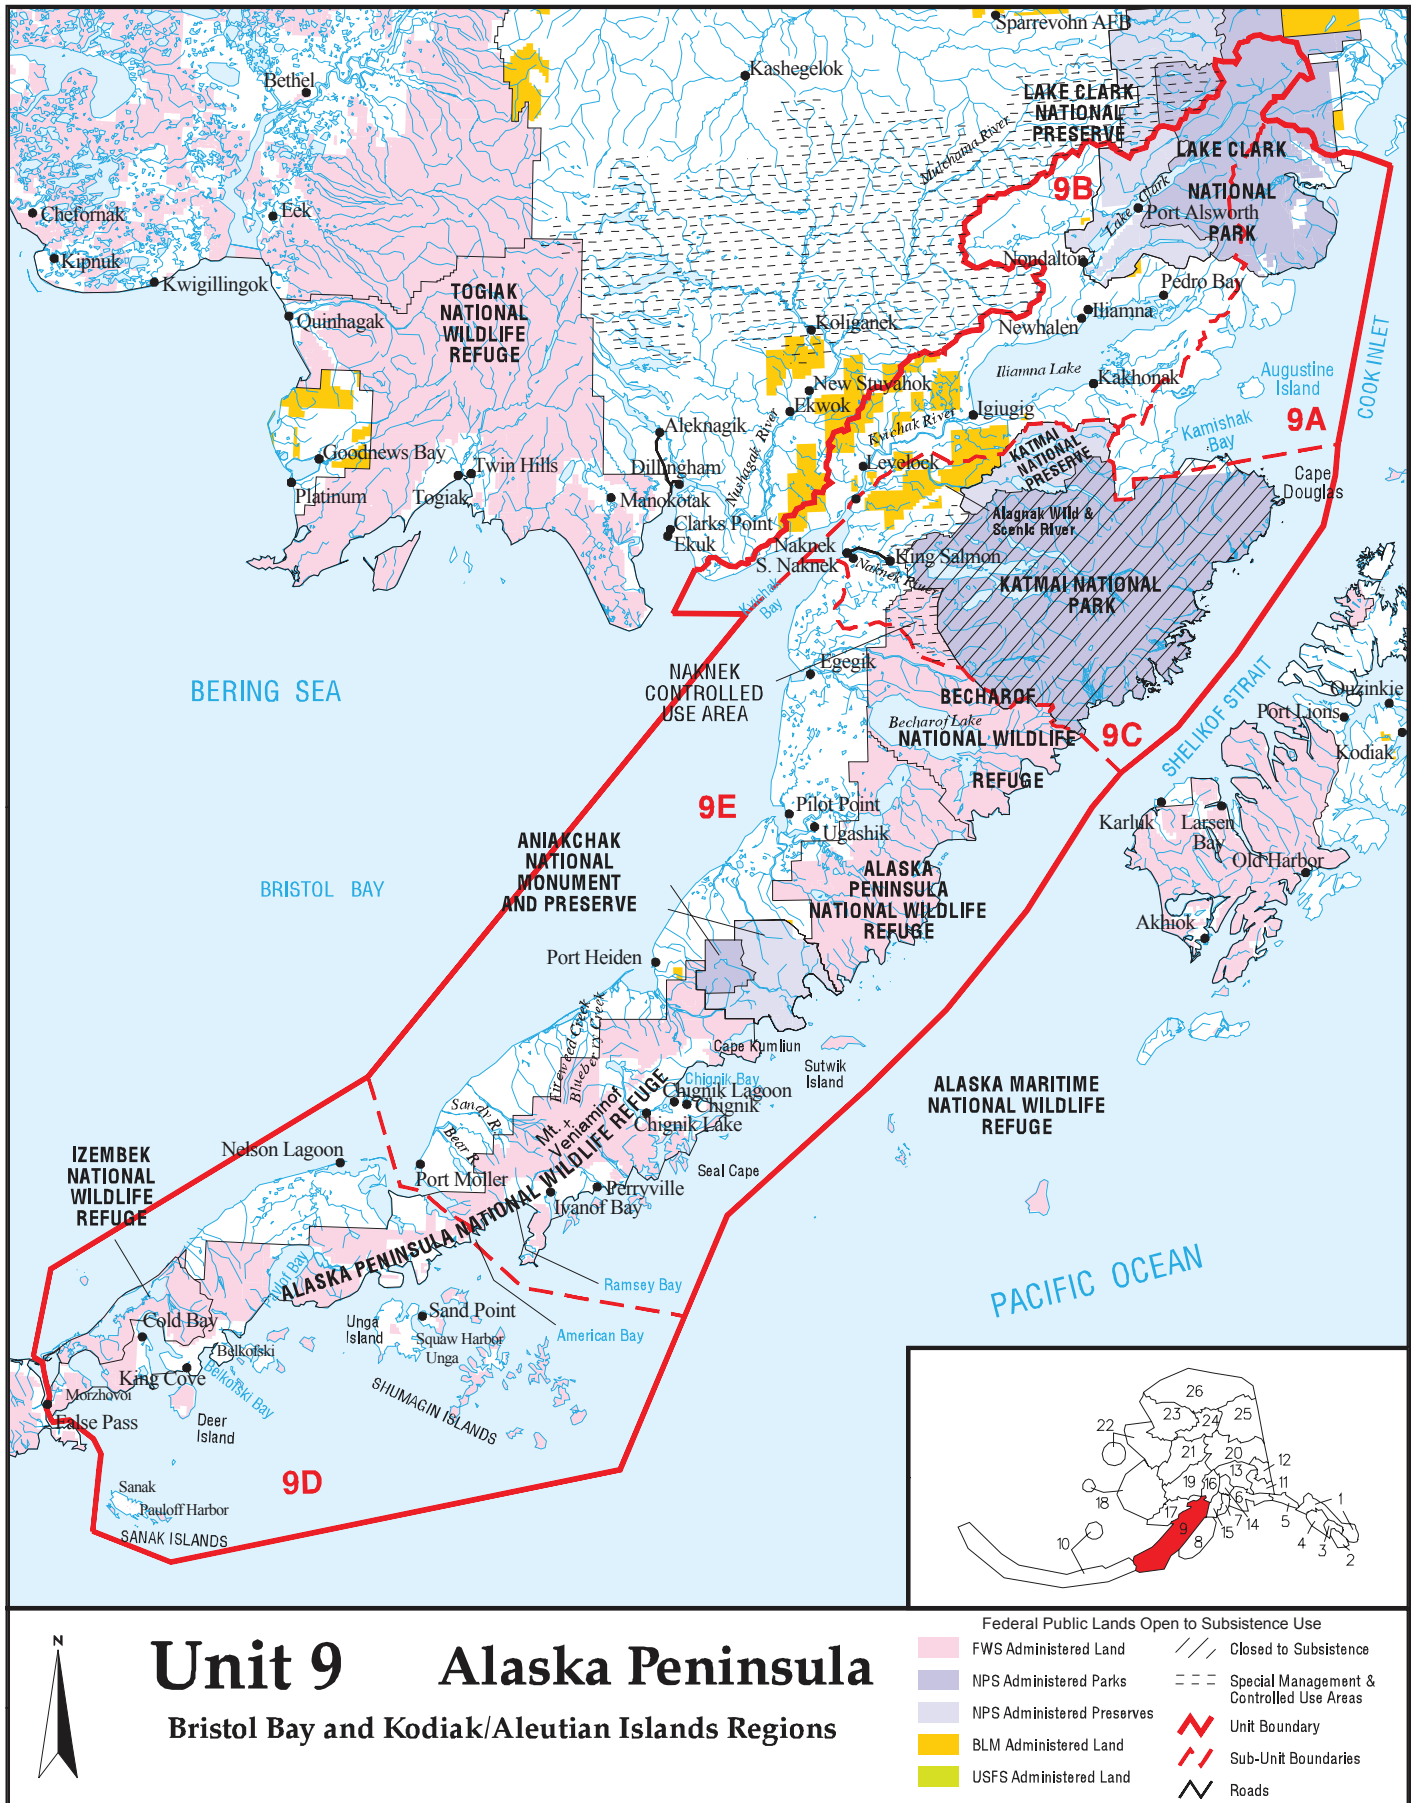 Sparrevohn AFB
Kashegelok
Bethel
LAKE CLARK
NATIONAL
PRESERVE
Mulchatna River
LAKE CLARK
NATIONAL
PARK
9B
Lake Clark
Port Alsworth
Chefornak
Eek
Kipnuk
Kwigillingok
Nondalton
Pedro Bay
TOGIAK
NATIONAL
WILDLIFE
REFUGE
Quinhagak
Koliganek
Iliamna
Newhalen
COOK INLET
Iliamna Lake
Augustine
Island
Kakhonak
New Stuyahok
Ekwok
Igiugig
Kvichak River
Nushagak River
9A
Kamishak
Bay
Aleknagik
KATMAI
NATIONAL
PRESERVE
Goodnews Bay
Twin Hills
Dillingham
Levelock
Cape
Douglas
Platinum
Togiak
Manokotak
Alagnak Wild &
Scenic River
Clarks Point
Ekuk
Naknek
S. Naknek
King Salmon
Naknek River
KATMAI NATIONAL
PARK
Kvichak
Bay
Egegik
NAKNEK
CONTROLLED
USE AREA
BERING SEA
BECHAROF
Becharof Lake
NATIONAL WILDLIFE
REFUGE
9C
SHELIKOF STRAIT
Ouzinkie
Port Lions
Kodiak
9E
Pilot Point
Ugashik
Karluk
Larsen
Bay
Old Harbor
ANIAKCHAK
NATIONAL
MONUMENT
AND PRESERVE
ALASKA
PENINSULA
NATIONAL WILDLIFE
REFUGE
BRISTOL BAY
Akhiok
Port Heiden
Fireweed Creek
Blueberry Creek
Cape Kumliun
Sutwik
Island
Chignik Bay
Chignik Lagoon
Chignik
Chignik Lake
ALASKA MARITIME
NATIONAL WILDLIFE
REFUGE
Sandy R.
Bear R.
Mt. x
Veniaminof
Nelson Lagoon
Port Moller
Seal Cape
Perryville
Ivanof Bay
IZEMBEK
NATIONAL
WILDLIFE
REFUGE
ALASKA PENINSULA NATIONAL WILDLIFE REFUGE
Pavlof Bay
Ramsey Bay
PACIFIC OCEAN
Cold Bay
Unga
Island
Sand Point
Squaw Harbor
Unga
American Bay
Belkofski
King Cove
Belkofski Bay
Morzhovoi
False Pass
Deer
Island
SHUMAGIN ISLANDS
9D
Sanak
Pauloff Harbor
SANAK ISLANDS
26
23
24
25
22
21
20
12
13
11
19
16
18
6
1
17
7
14
5
9
15
4
10
8
3
2
N
Unit 9 Alaska Peninsula
Bristol Bay and Kodiak/Aleutian Islands Regions
Federal Public Lands Open to Subsistence Use
FWS Administered Land
NPS Administered Parks
NPS Administered Preserves
BLM Administered Land
USFS Administered Land
Closed to Subsistence
Special Management &
Controlled Use Areas
Unit Boundary
Sub-Unit Boundaries
Roads